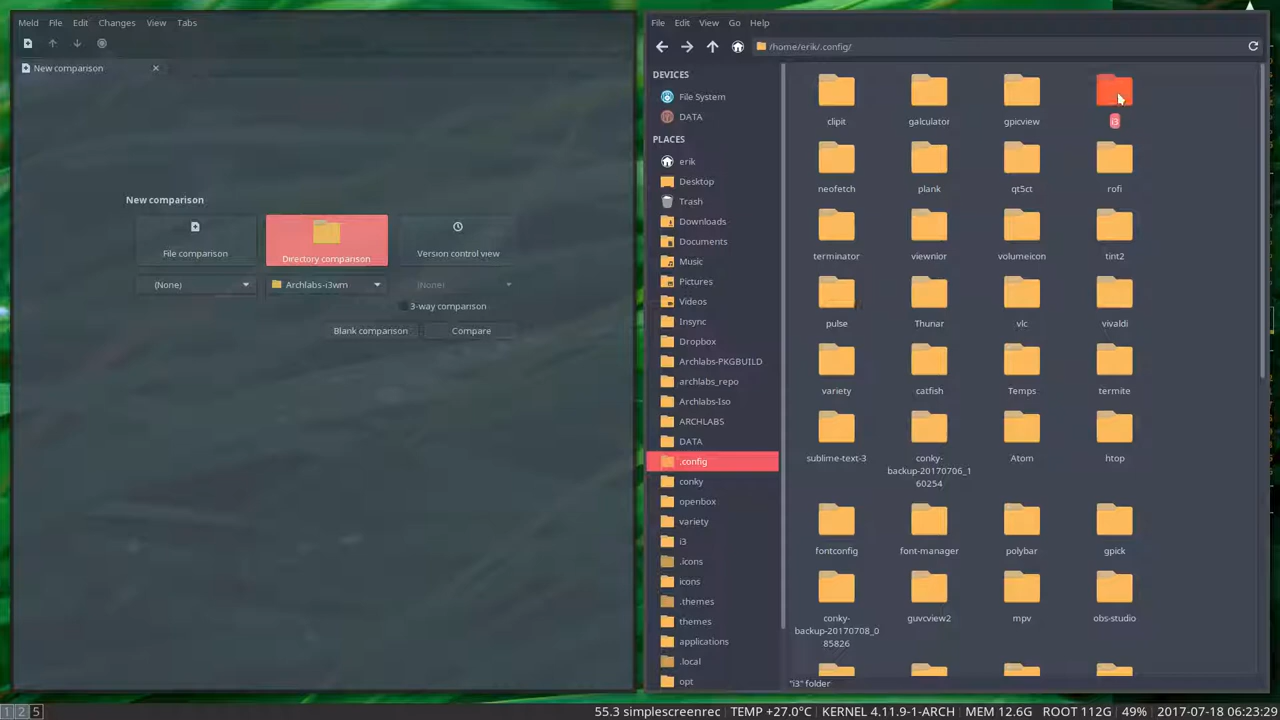 Meld File Edit Changes View Tabs
New comparison
New comparison
File comparison
Directory comparison
Version control view
(None)
Archlabs-i3wm
(None)
3-way comparison
Blank comparison
Compare
File Edit View Go Help
/home/erik/.config/
DEVICES
File System
DATA
PLACES
erik
Desktop
Trash
Downloads
Documents
Music
Pictures
Videos
Insync
Dropbox
Archlabs-PKGBUILD
archlabs_repo
Archlabs-Iso
ARCHLABS
DATA
.config
conky
openbox
variety
i3
.icons
icons
.themes
themes
applications
.local
opt
clipit galculator gpicview i3
neofetch plank qt5ct rofi
terminator viewnior volumeicon tint2
pulse Thunar vlc vivaldi
variety catfish Temps termite
sublime-text-3 conky-backup-20170706_160254 Atom htop
fontconfig font-manager polybar gpick
conky-backup-20170708_085826 guvcview2 mpv obs-studio
"i3" folder
1 2 5
55.3 simplescreenrec | TEMP +27.0°C | KERNEL 4.11.9-1-ARCH | MEM 12.6G | ROOT 112G | 49% | 2017-07-18 06:23:29